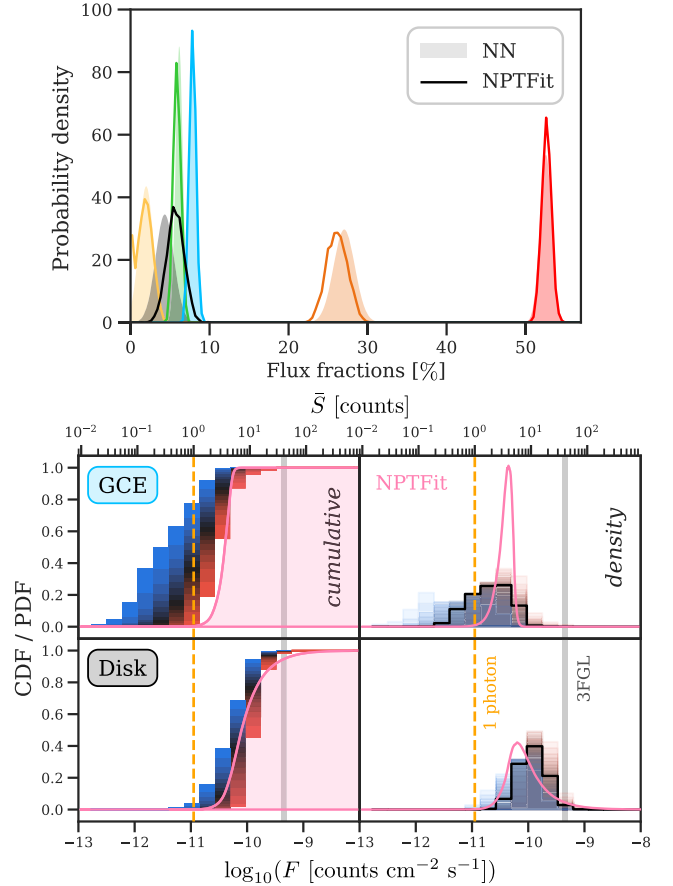 100
80
60
40
20
0
Probability density
NN
NPTFit
0 10 20 30 40 50
Flux fractions [%]
S̄ [counts]
10⁻² 10⁻¹ 10⁰ 10¹ 10² 10⁻² 10⁻¹ 10⁰ 10¹ 10²
CDF / PDF
1.0
0.8
0.6
0.4
0.2
0.0
GCE
cumulative
NPTFit
density
1.0
0.8
0.6
0.4
0.2
0.0
Disk
1 photon
3FGL
−13 −12 −11 −10 −9 −13 −12 −11 −10 −9 −8
log₁₀(F [counts cm⁻² s⁻¹])